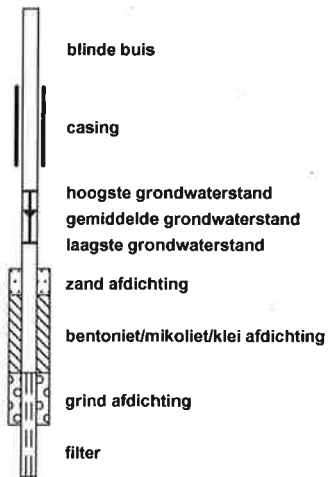 blinde buis
casing
hoogste grondwaterstand
gemiddelde grondwaterstand
laagste grondwaterstand
zand afdichting
bentoniet/mikoliet/klei afdichting
grind afdichting
filter